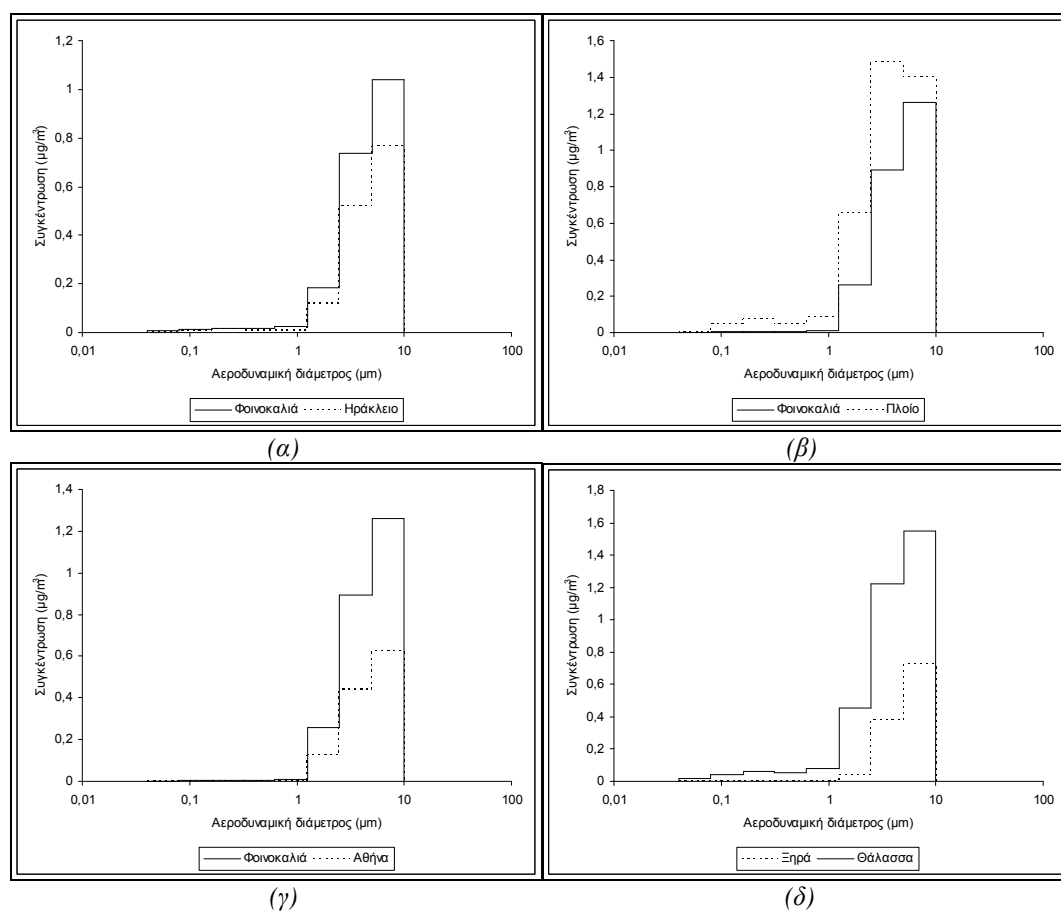 1,2
1
0,8
0,6
0,4
0,2
0
Συγκέντρωση (μg/m³)
0,01 0,1 1 10 100
Αεροδυναμική διάμετρος (μm)
Φοινοκαλιά Ηράκλειο
(α)
1,6
1,4
1,2
1
0,8
0,6
0,4
0,2
0
Συγκέντρωση (μg/m³)
0,01 0,1 1 10 100
Αεροδυναμική διάμετρος (μm)
Φοινοκαλιά Πλοίο
(β)
1,4
1,2
1
0,8
0,6
0,4
0,2
0
Συγκέντρωση (μg/m³)
0,01 0,1 1 10 100
Αεροδυναμική διάμετρος (μm)
Φοινοκαλιά Αθήνα
(γ)
1,8
1,6
1,4
1,2
1
0,8
0,6
0,4
0,2
0
Συγκέντρωση (μg/m³)
0,01 0,1 1 10 100
Αεροδυναμική διάμετρος (μm)
Ξηρά Θάλασσα
(δ)